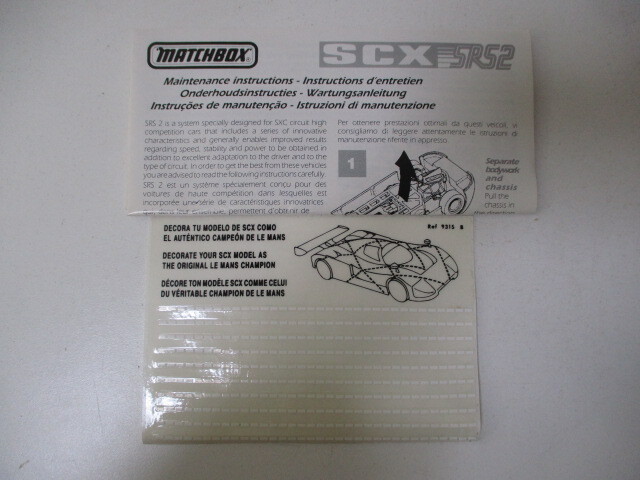 MATCHBOX
SCX SRS2
Maintenance instructions - Instructions d'entretien
Onderhoudsinstructies - Wartungsanleitung
Instruções de manutenção - Istruzioni di manutenzione
SRS 2 is a system specially designed for SXC circuit high
competition cars that includes a series of innovative
characteristics and generally enables improved results
regarding speed, stability and power to be obtained in
addition to excellent adaptation to the driver and to the
type of circuit. In order to get the best from these vehicles
you are advised to read the following instructions carefully.
SRS 2 est un système spécialement conçu pour des
voitures de haute compétition dans lesquelles est
incorporée une série de caractéristiques innovatrices
permettent d'obtenir de
Per ottenere prestazioni ottimali da questi veicoli, vi
consigliamo di leggere attentamente le istruzioni di
manutenzione riferite in appresso.
1
Separate
bodywork
and
chassis
Pull the
chassis in
DECORA TU MODELO DE SCX COMO
EL AUTÉNTICO CAMPEÓN DE LE MANS
DECORATE YOUR SCX MODEL AS
THE ORIGINAL LE MANS CHAMPION
DÉCORE TON MODÈLE SCX COMME CELUI
DU VÉRITABLE CHAMPION DE LE MANS
Ref 9315 B